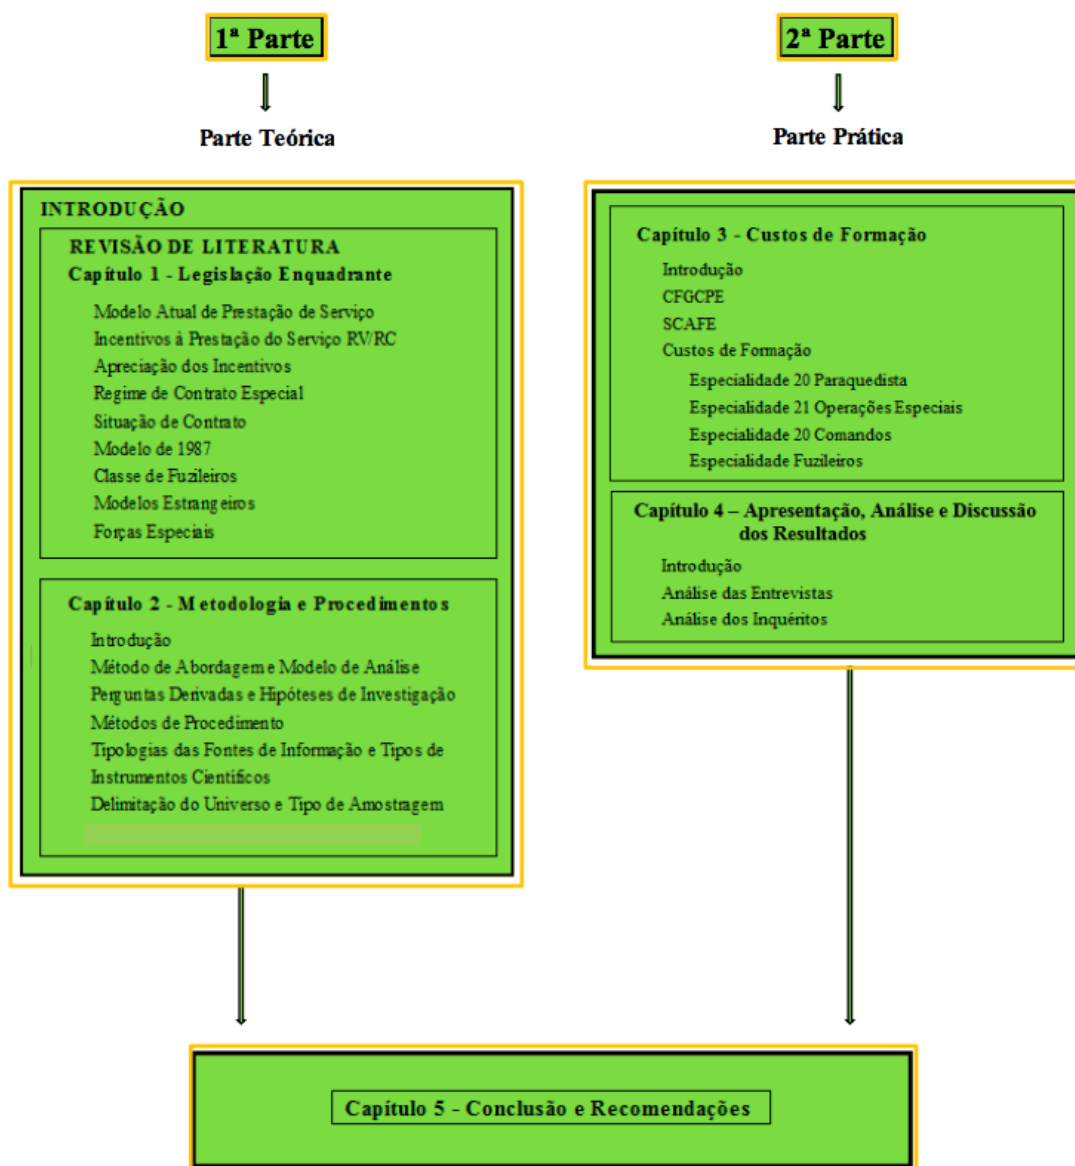 1ª Parte
Parte Teórica
INTRODUÇÃO
REVISÃO DE LITERATURA
Capítulo 1 - Legislação Enquadrante
Modelo Atual de Prestação de Serviço
Incentivos à Prestação do Serviço RV/RC
Apreciação dos Incentivos
Regime de Contrato Especial
Situação de Contrato
Modelo de 1987
Classe de Fuzileiros
Modelos Estrangeiros
Forças Especiais
Capítulo 2 - Metodologia e Procedimentos
Introdução
Método de Abordagem e Modelo de Análise
Perguntas Derivadas e Hipóteses de Investigação
Métodos de Procedimento
Tipologias das Fontes de Informação e Tipos de
Instrumentos Científicos
Delimitação do Universo e Tipo de Amostragem
2ª Parte
Parte Prática
Capítulo 3 - Custos de Formação
Introdução
CFGCPE
SCAFE
Custos de Formação
Especialidade 20 Paraquedista
Especialidade 21 Operações Especiais
Especialidade 20 Comandos
Especialidade Fuzileiros
Capítulo 4 – Apresentação, Análise e Discussão
dos Resultados
Introdução
Análise das Entrevistas
Análise dos Inquéritos
Capítulo 5 - Conclusão e Recomendações